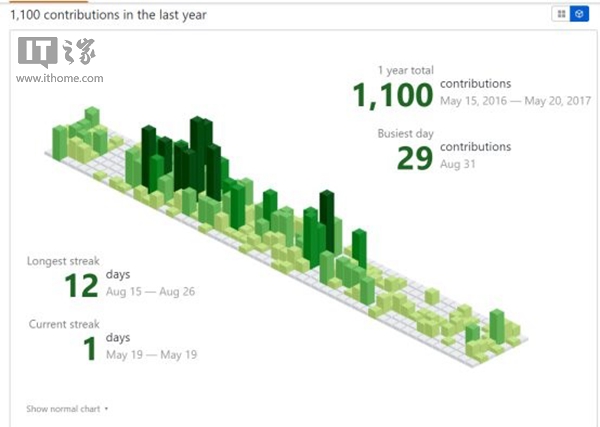 1,100 contributions in the last year
IT之家
www.ithome.com
1 year total
1,100 contributions
May 15, 2016 — May 20, 2017
Busiest day
29 contributions
Aug 31
Longest streak
12 days
Aug 15 — Aug 26
Current streak
1 days
May 19 — May 19
Show normal chart